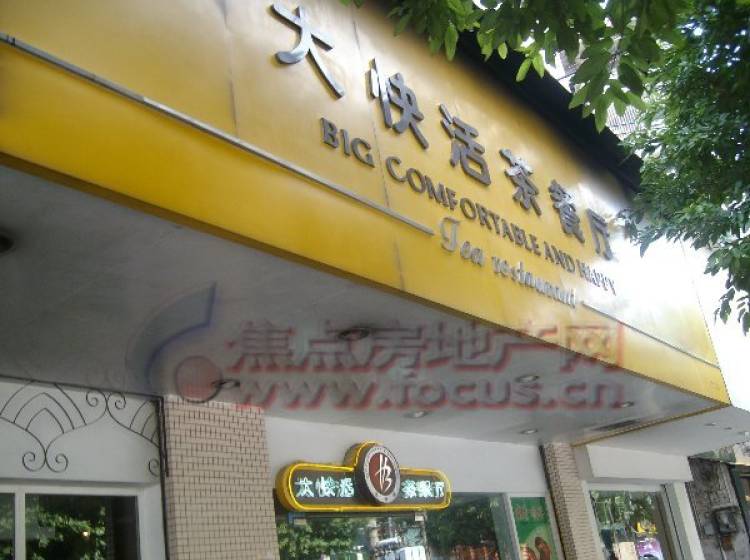 大快活茶餐厅
BIG COMFORTABLE AND HAPPY
Tea restaurant
焦点房地产网
www.focus.cn
大快活 茶餐厅